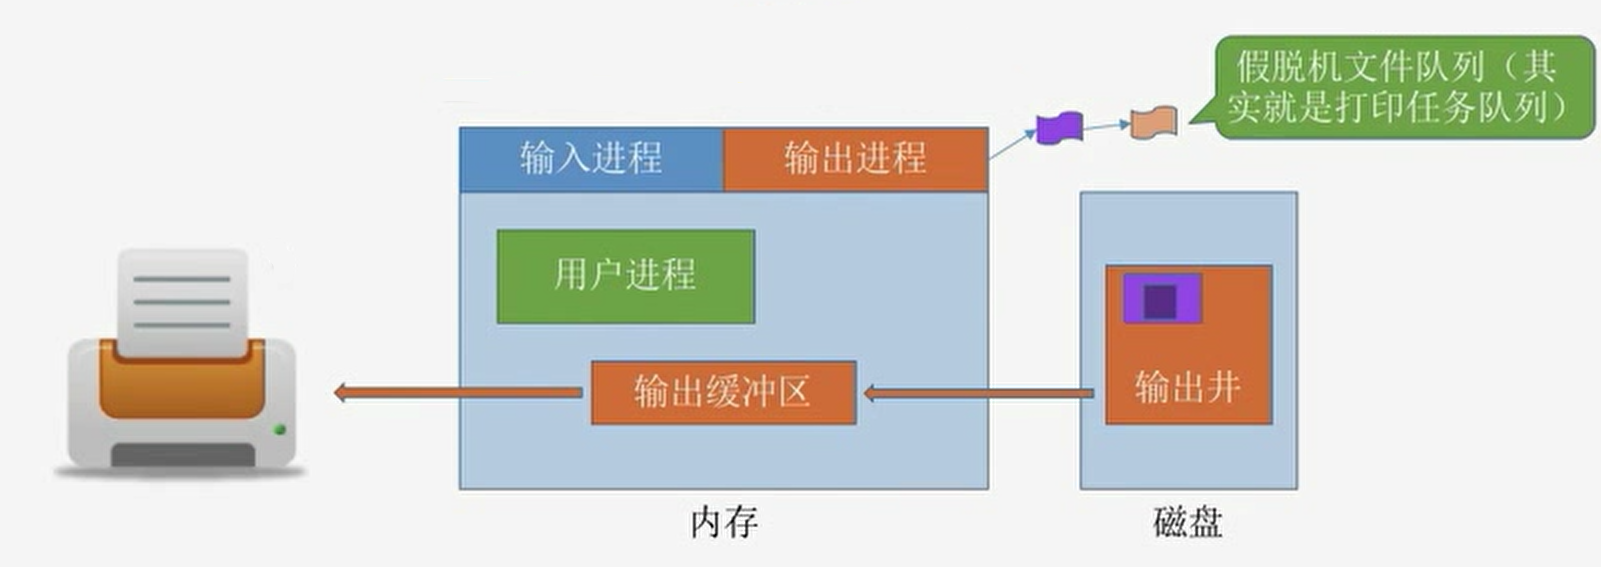 假脱机文件队列（其
实就是打印任务队列）
输入进程
输出进程
用户进程
输出缓冲区
输出井
内存
磁盘